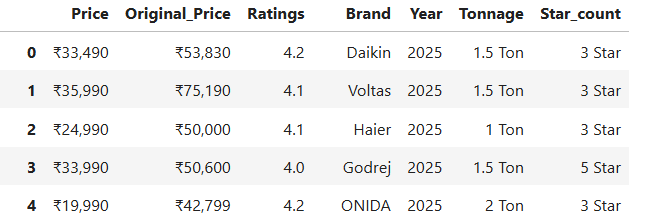 Price Original_Price Ratings Brand Year Tonnage Star_count
0 ₹33,490 ₹53,830 4.2 Daikin 2025 1.5 Ton 3 Star
1 ₹35,990 ₹75,190 4.1 Voltas 2025 1.5 Ton 3 Star
2 ₹24,990 ₹50,000 4.1 Haier 2025 1 Ton 3 Star
3 ₹33,990 ₹50,600 4.0 Godrej 2025 1.5 Ton 5 Star
4 ₹19,990 ₹42,799 4.2 ONIDA 2025 2 Ton 3 Star